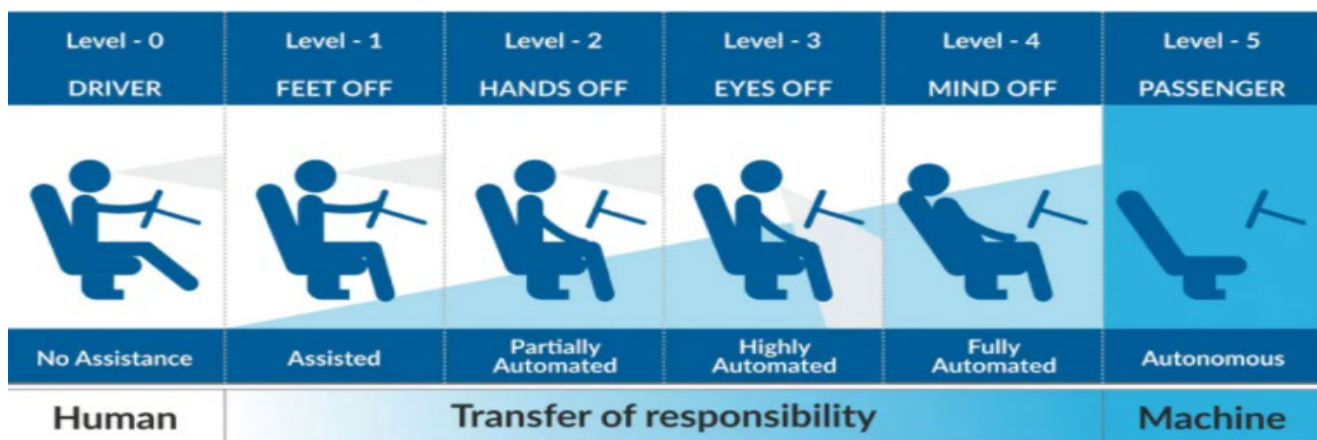 Level - 0
DRIVER
Level - 1
FEET OFF
Level - 2
HANDS OFF
Level - 3
EYES OFF
Level - 4
MIND OFF
Level - 5
PASSENGER
No Assistance
Assisted
Partially
Automated
Highly
Automated
Fully
Automated
Autonomous
Human
Transfer of responsibility
Machine